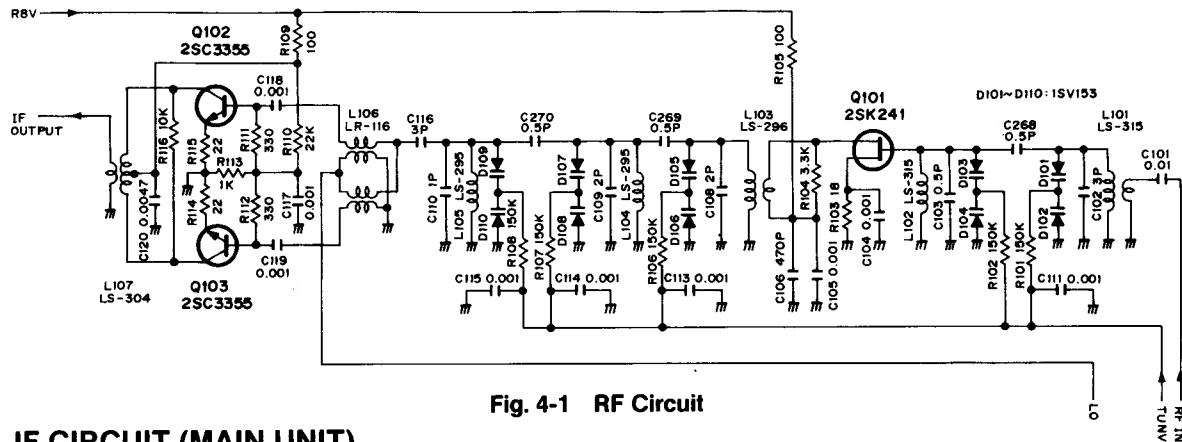 R8V
Q102
2SC3355
R109
100
R105 100
C118
0.001
Q101
2SK241
D101~D110:1SV153
L101
LS-315
C101
0.01
IF
OUTPUT
R116 10K
R115
22
R113
1K
R114
22
R111
330
R110
22K
R112
330
C117
0.001
L106
LR-116
C116
3P
C270
0.5P
C269
0.5P
L103
LS-296
C268
0.5P
C120 0.0047
C119
0.001
L107
LS-304
Q103
2SC3355
C110 1P
L105 LS-295
D109
D110
R108 150K
D107
D108
C109 2P
R107 150K
L104 LS-295
D105
D106
R106 150K
C108 2P
R104 3.3K
R103 18
C104 0.001
L102 LS-315
C103 0.5P
D103
D104
R102 150K
D101
D102
R101 150K
C102 3P
C115 0.001
C114 0.001
C113 0.001
C106 470P
C105 0.001
C111 0.001
LO
TUNV
RF IN
Fig. 4-1 RF Circuit
IF CIRCUIT (MAIN UNIT)